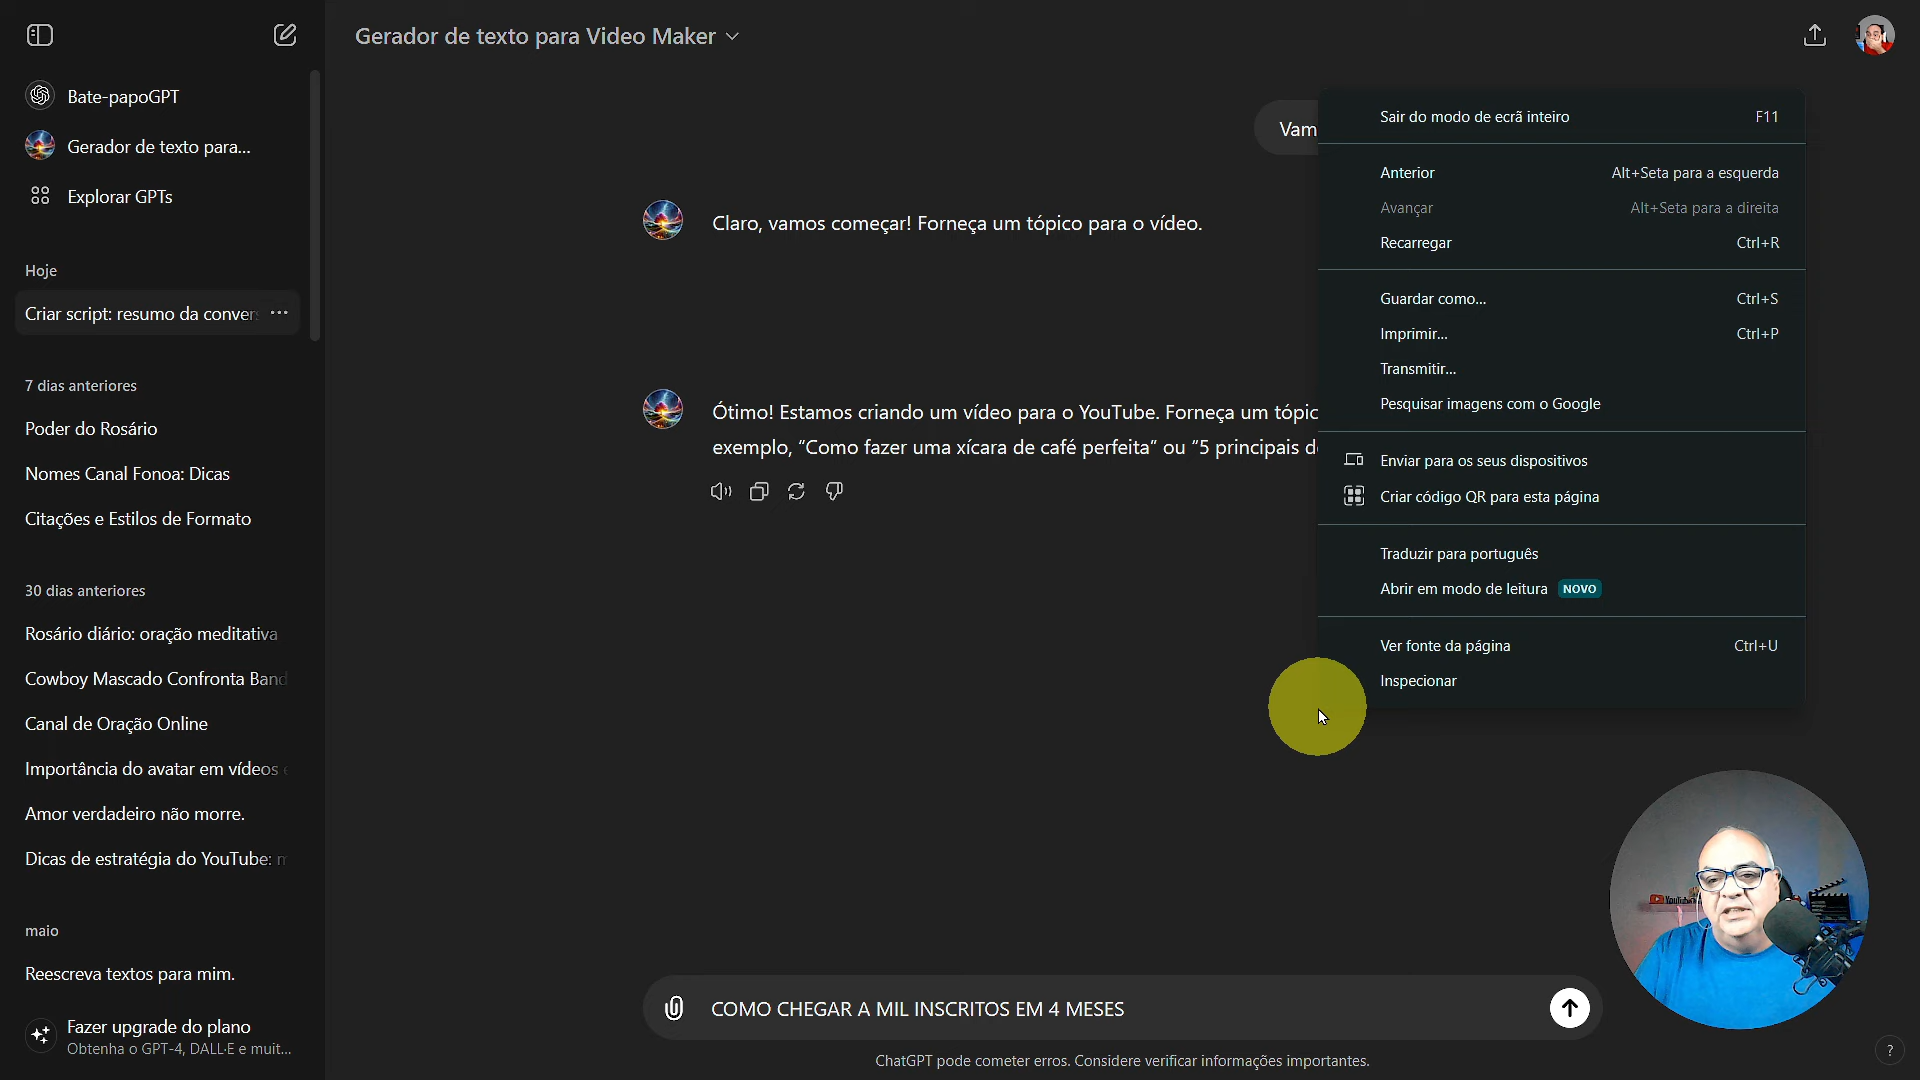 Gerador de texto para Video Maker
Bate-papoGPT
Gerador de texto para...
Explorar GPTs
Hoje
Criar script: resumo da conver
7 dias anteriores
Poder do Rosário
Nomes Canal Fonoa: Dicas
Citações e Estilos de Formato
30 dias anteriores
Rosário diário: oração meditativa
Cowboy Mascado Confronta Band
Canal de Oração Online
Importância do avatar em vídeos
Amor verdadeiro não morre.
Dicas de estratégia do YouTube:
maio
Reescreva textos para mim.
Fazer upgrade do plano
Obtenha o GPT-4, DALL·E e muit...
Vam
Claro, vamos começar! Forneça um tópico para o vídeo.
Ótimo! Estamos criando um vídeo para o YouTube. Forneça um tópic
exemplo, “Como fazer uma xícara de café perfeita” ou “5 principais d
Sair do modo de ecrã inteiro F11
Anterior Alt+Seta para a esquerda
Avançar Alt+Seta para a direita
Recarregar Ctrl+R
Guardar como... Ctrl+S
Imprimir... Ctrl+P
Transmitir...
Pesquisar imagens com o Google
Enviar para os seus dispositivos
Criar código QR para esta página
Traduzir para português
Abrir em modo de leitura NOVO
Ver fonte da página Ctrl+U
Inspecionar
YouTube
COMO CHEGAR A MIL INSCRITOS EM 4 MESES
ChatGPT pode cometer erros. Considere verificar informações importantes.
?